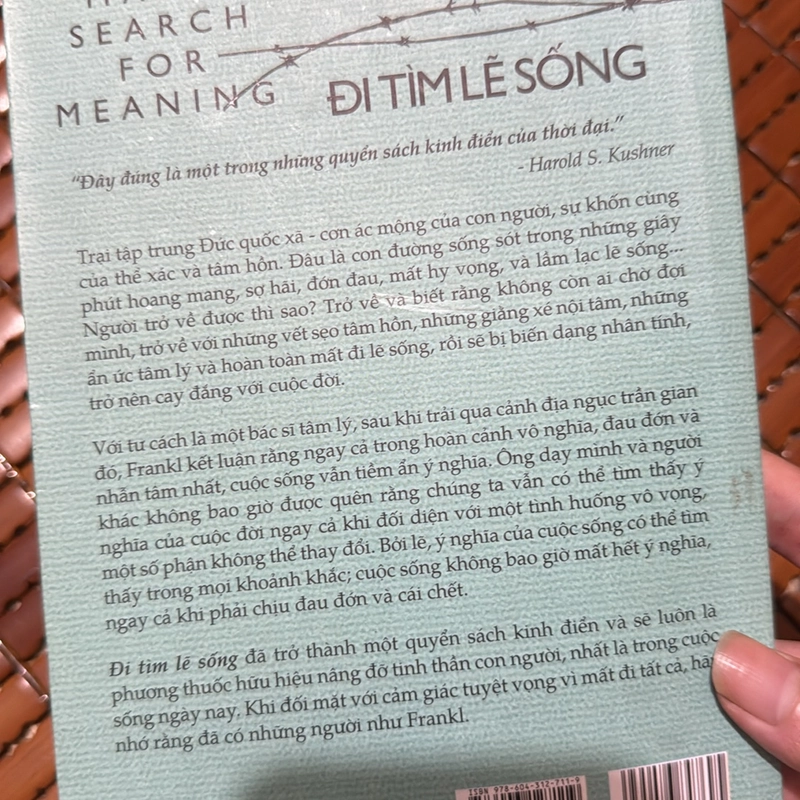 SEARCH
FOR
MEANING
ĐI TÌM LẼ SỐNG
“Đây đúng là một trong những quyển sách kinh điển của thời đại.”
- Harold S. Kushner
Trại tập trung Đức quốc xã - cơn ác mộng của con người, sự khốn cùng
của thể xác và tâm hồn. Đâu là con đường sống sót trong những giây
phút hoang mang, sợ hãi, đớn đau, mất hy vọng, và lầm lạc lẽ sống...
Người trở về được thì sao? Trở về và biết rằng không còn ai chờ đợi
mình, trở về với những vết sẹo tâm hồn, những giằng xé nội tâm, những
ẩn ức tâm lý và hoàn toàn mất đi lẽ sống, rồi sẽ bị biến dạng nhân tính,
trở nên cay đắng với cuộc đời.
Với tư cách là một bác sĩ tâm lý, sau khi trải qua cảnh địa ngục trần gian
đó, Frankl kết luận rằng ngay cả trong hoàn cảnh vô nghĩa, đau đớn và
nhẫn tâm nhất, cuộc sống vẫn tiềm ẩn ý nghĩa. Ông dạy mình và người
khác không bao giờ được quên rằng chúng ta vẫn có thể tìm thấy ý
nghĩa của cuộc đời ngay cả khi đối diện với một tình huống vô vọng,
một số phận không thể thay đổi. Bởi lẽ, ý nghĩa của cuộc sống có thể tìm
thấy trong mọi khoảnh khắc; cuộc sống không bao giờ mất hết ý nghĩa,
ngay cả khi phải chịu đau đớn và cái chết.
Đi tìm lẽ sống đã trở thành một quyển sách kinh điển và sẽ luôn là
phương thuốc hữu hiệu nâng đỡ tinh thần con người, nhất là trong cuộc
sống ngày nay. Khi đối mặt với cảm giác tuyệt vọng vì mất đi tất cả,
nhớ rằng đã có những người như Frankl.
ISBN 978-604-312-711-9